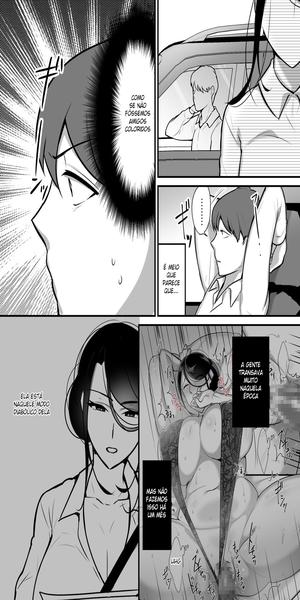 COMO
SE NÃO
FÔSSEMOS
AMIGOS
COLORIDOS
É MEIO
QUE
PARECE
QUE...
A GENTE
TRANSAVA
MUITO
NAQUELA
ÉPOCA
ELA ESTÁ
NAQUELE MODO
DIABÓLICO DELA
MAS NÃO
FAZEMOS
ISSO HÁ
UM MÊS